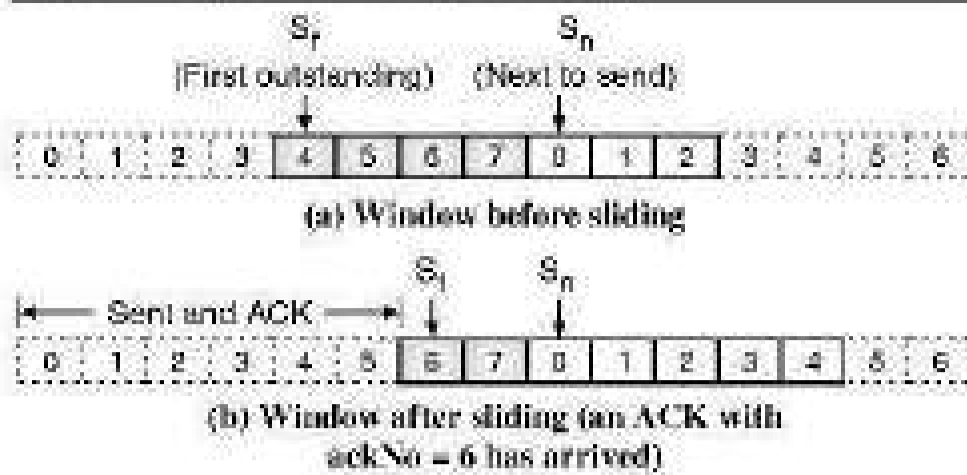 Sf Sn
(First outstanding) (Next to send)
0 1 2 3 4 5 6 7 0 1 2 3 4 5 6
(a) Window before sliding
Sf Sn
Sent and ACK
0 1 2 3 4 5 6 7 0 1 2 3 4 5 6
(b) Window after sliding (an ACK with
ackNo = 6 has arrived)